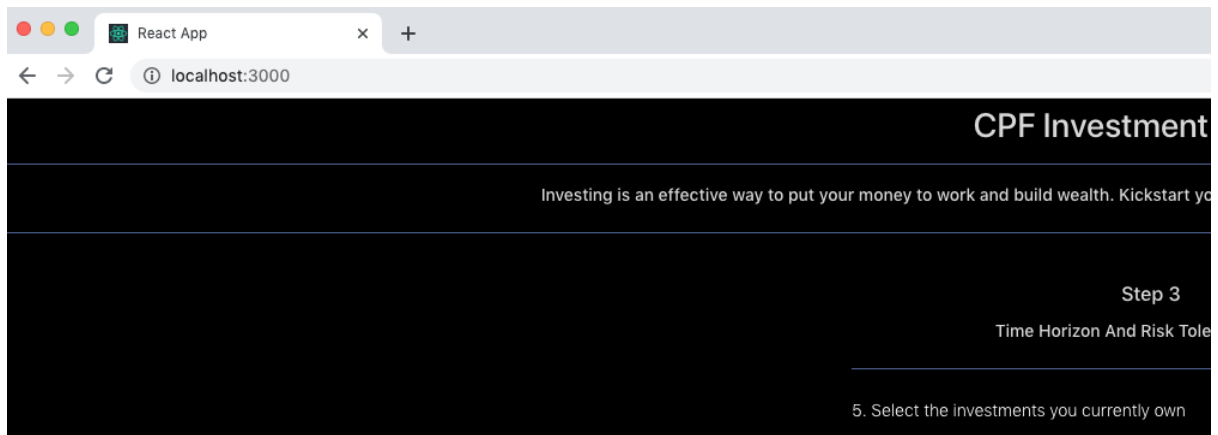 React App
localhost:3000
CPF Investment
Investing is an effective way to put your money to work and build wealth. Kickstart yo
Step 3
Time Horizon And Risk Tole
5. Select the investments you currently own